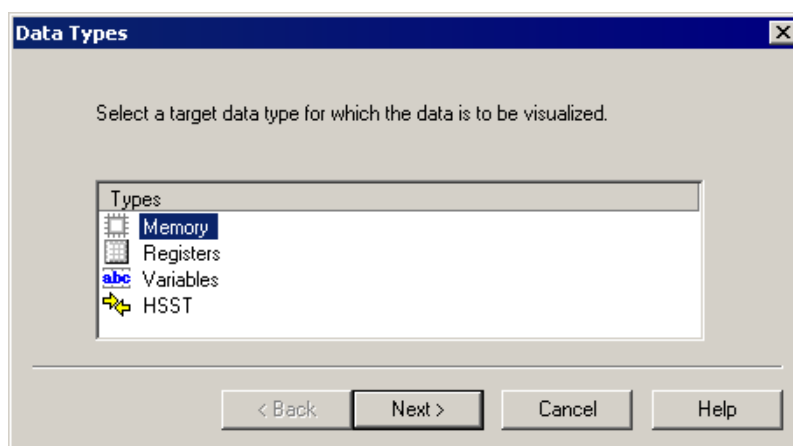 Data Types
Select a target data type for which the data is to be visualized.
Types
Memory
Registers
abc Variables
HSST
< Back Next > Cancel Help